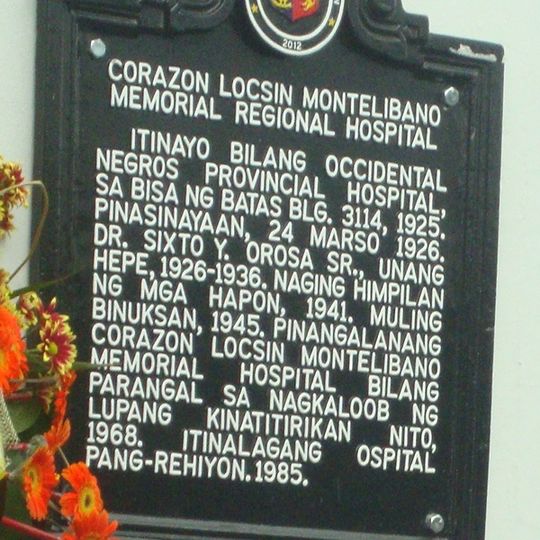 2012
CORAZON LOCSIN MONTELIBANO
MEMORIAL REGIONAL HOSPITAL
ITINAYO BILANG OCCIDENTAL
NEGROS PROVINCIAL HOSPITAL,
SA BISA NG BATAS BLG. 3114, 1925.
PINASINAYAAN, 24 MARSO 1926.
DR. SIXTO Y. OROSA SR., UNANG
HEPE, 1926-1936. NAGING HIMPILAN
NG MGA HAPON, 1941. MULING
BINUKSAN, 1945. PINANGALANANG
CORAZON LOCSIN MONTELIBANO
MEMORIAL HOSPITAL BILANG
PARANGAL SA NAGKALOOB NG
LUPANG KINATITIRIKAN NITO,
1968. ITINALAGANG OSPITAL
PANG-REHIYON. 1985.